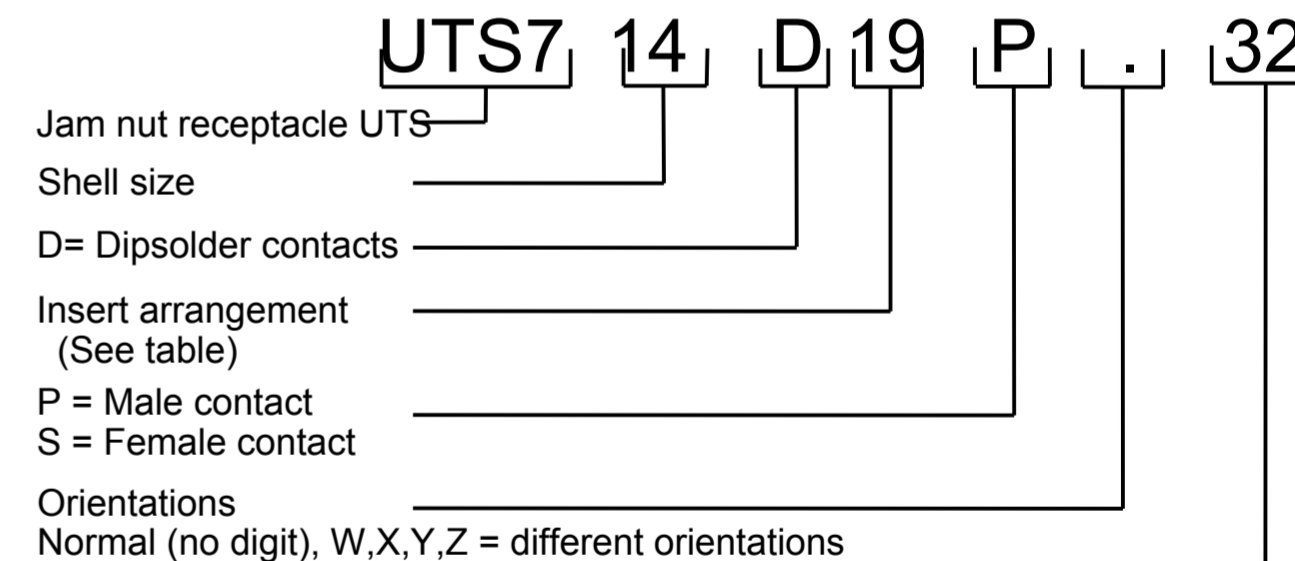 UTS7 14 D 19 P . 32
Jam nut receptacle UTS
Shell size
D= Dipsolder contacts
Insert arrangement
(See table)
P = Male contact
S = Female contact
Orientations
Normal (no digit), W,X,Y,Z = different orientations